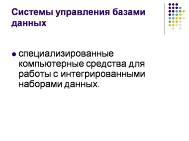 Системы управления базами
данных
специализированные
компьютерные средства для
работы с интегрированными
наборами данных.